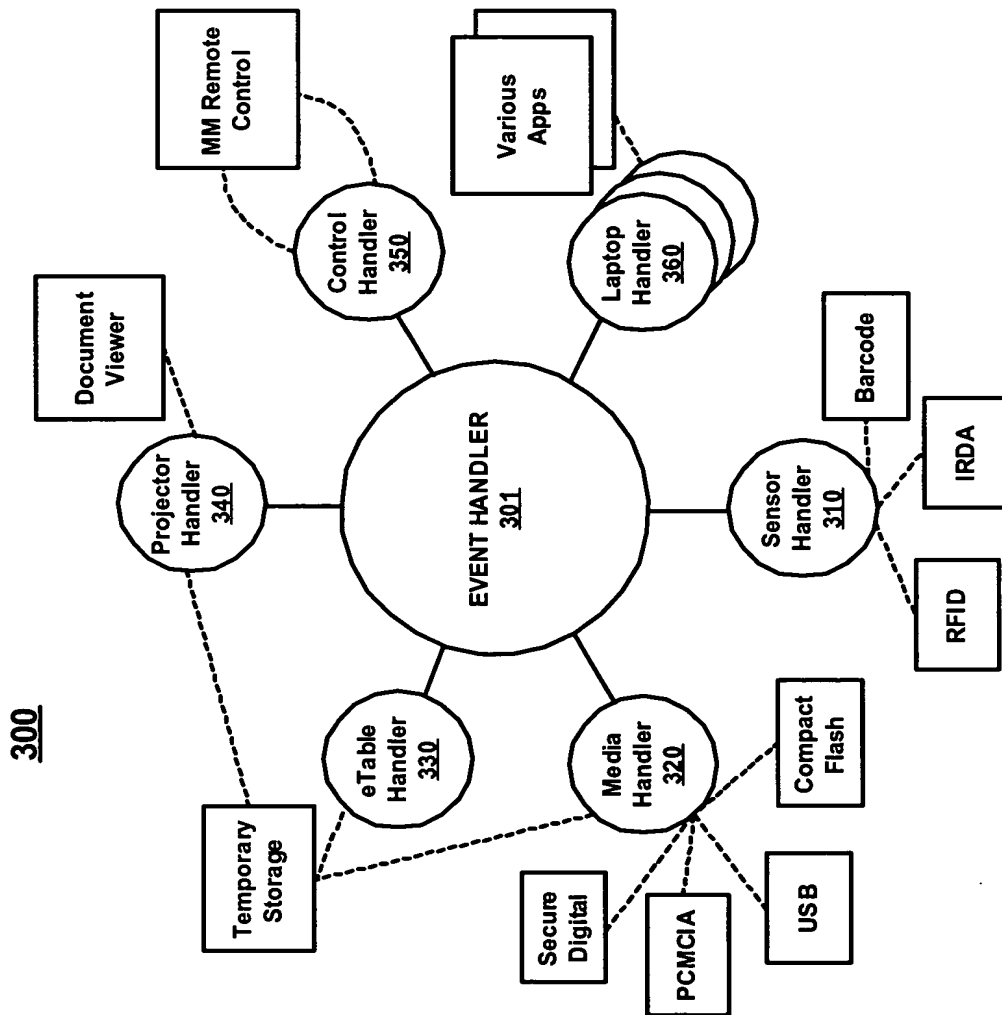 300
Temporary
Storage
Projector
Handler
340
Document
Viewer
eTable
Handler
330
EVENT HANDLER
301
Control
Handler
350
MM Remote
Control
Media
Handler
320
Secure
Digital
PCMCIA
USB
Compact
Flash
Sensor
Handler
310
RFID
IRDA
Barcode
Laptop
Handler
360
Various
Apps